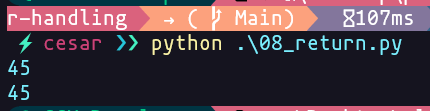 r-handling → ( Main) 107ms
cesar ❯❯ python .\08_return.py
45
45